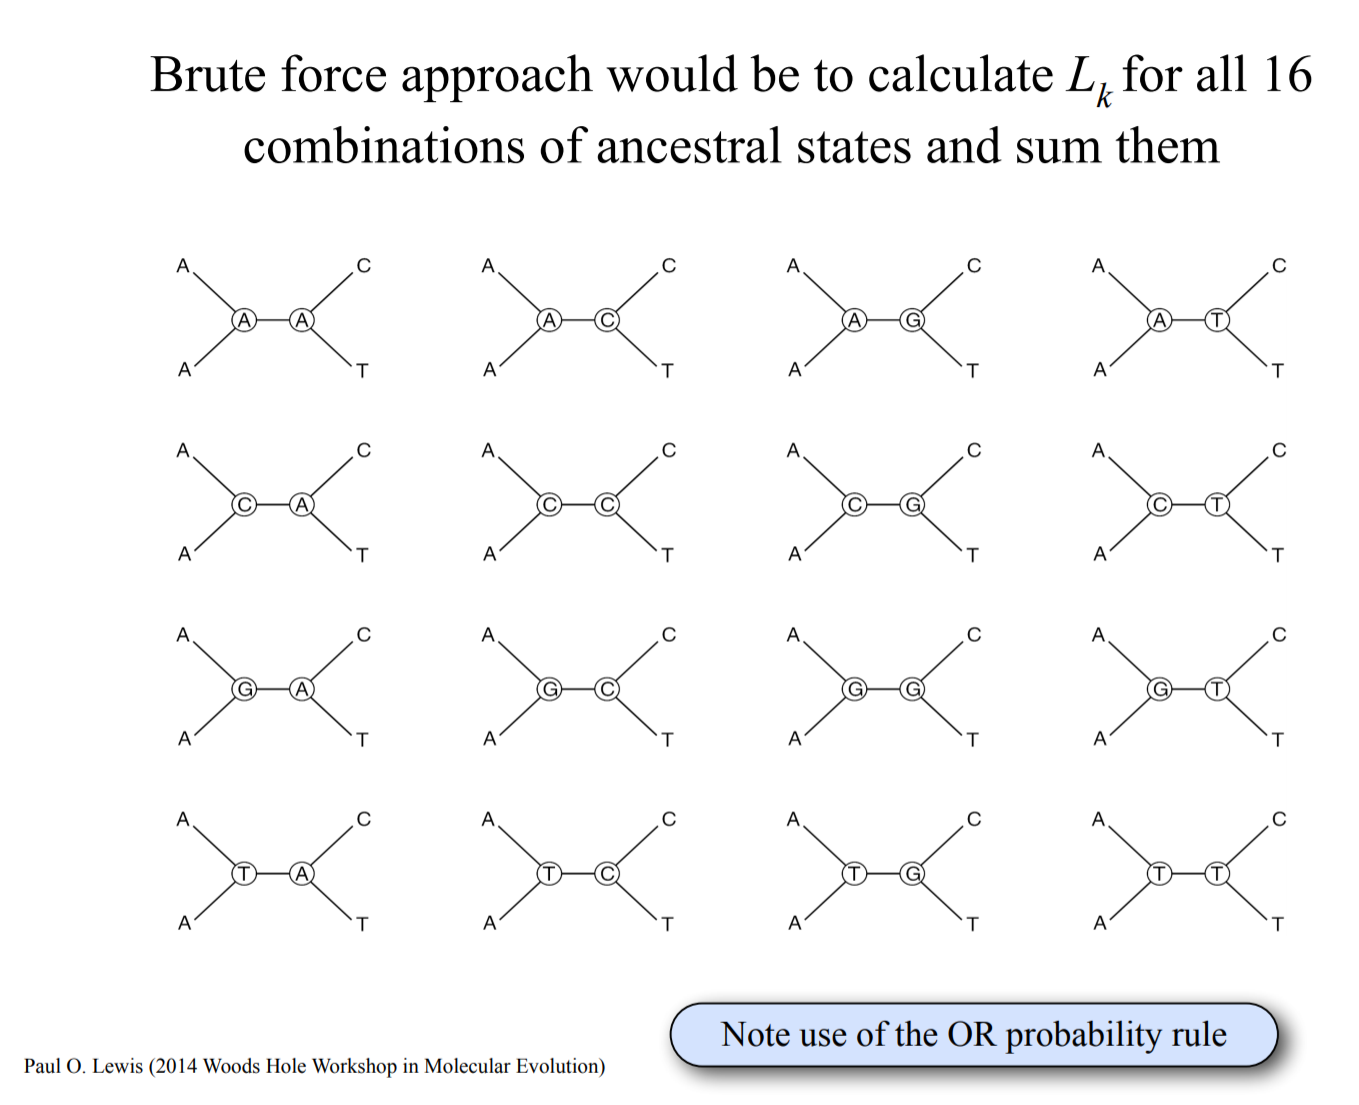 Brute force approach would be to calculate Lk for all 16
combinations of ancestral states and sum them
A C A C A C A C
A A A C A G A T
A T A T A T A T
A C A C A C A C
C A C C C G C T
A T A T A T A T
A C A C A C A C
G A G C G G G T
A T A T A T A T
A C A C A C A C
T A T C T G T T
A T A T A T A T
Note use of the OR probability rule
Paul O. Lewis (2014 Woods Hole Workshop in Molecular Evolution)